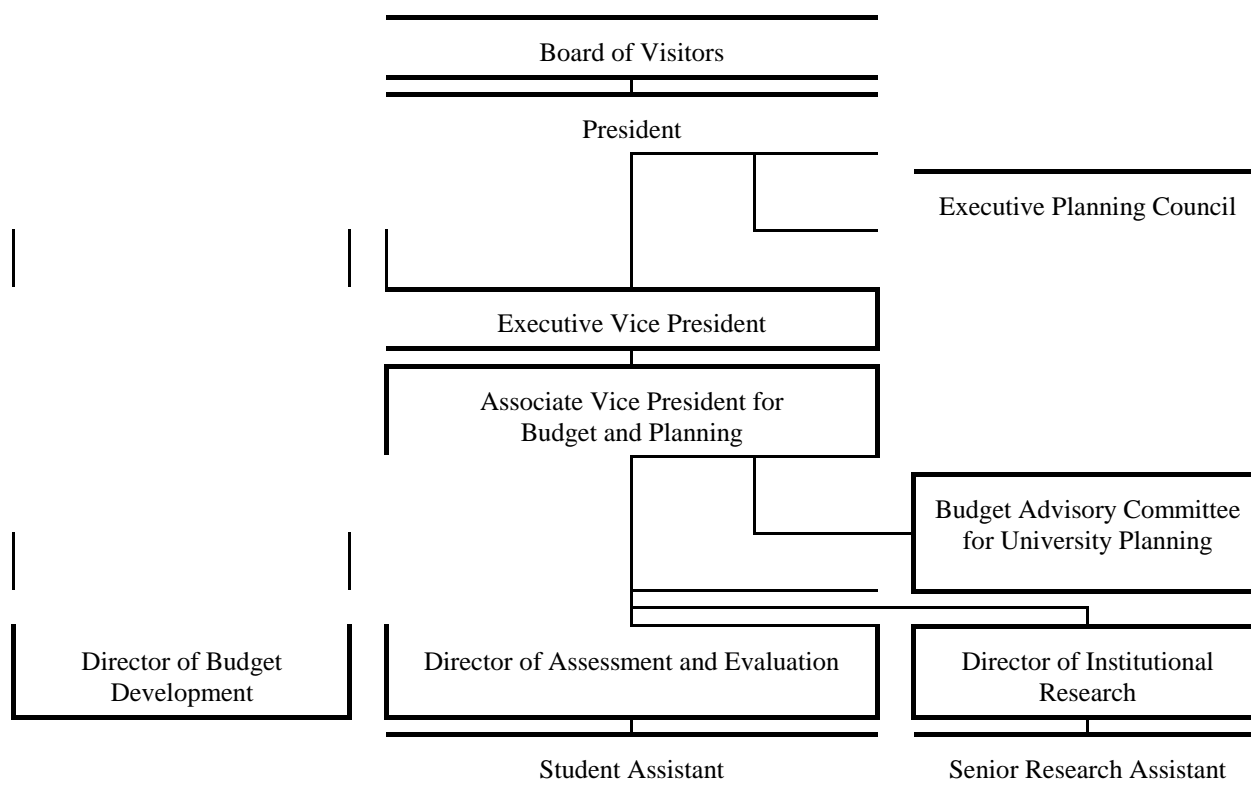 Board of Visitors
President
Executive Planning Council
Executive Vice President
Associate Vice President for
Budget and Planning
Budget Advisory Committee
for University Planning
Director of Budget
Development
Director of Assessment and Evaluation
Director of Institutional
Research
Student Assistant
Senior Research Assistant